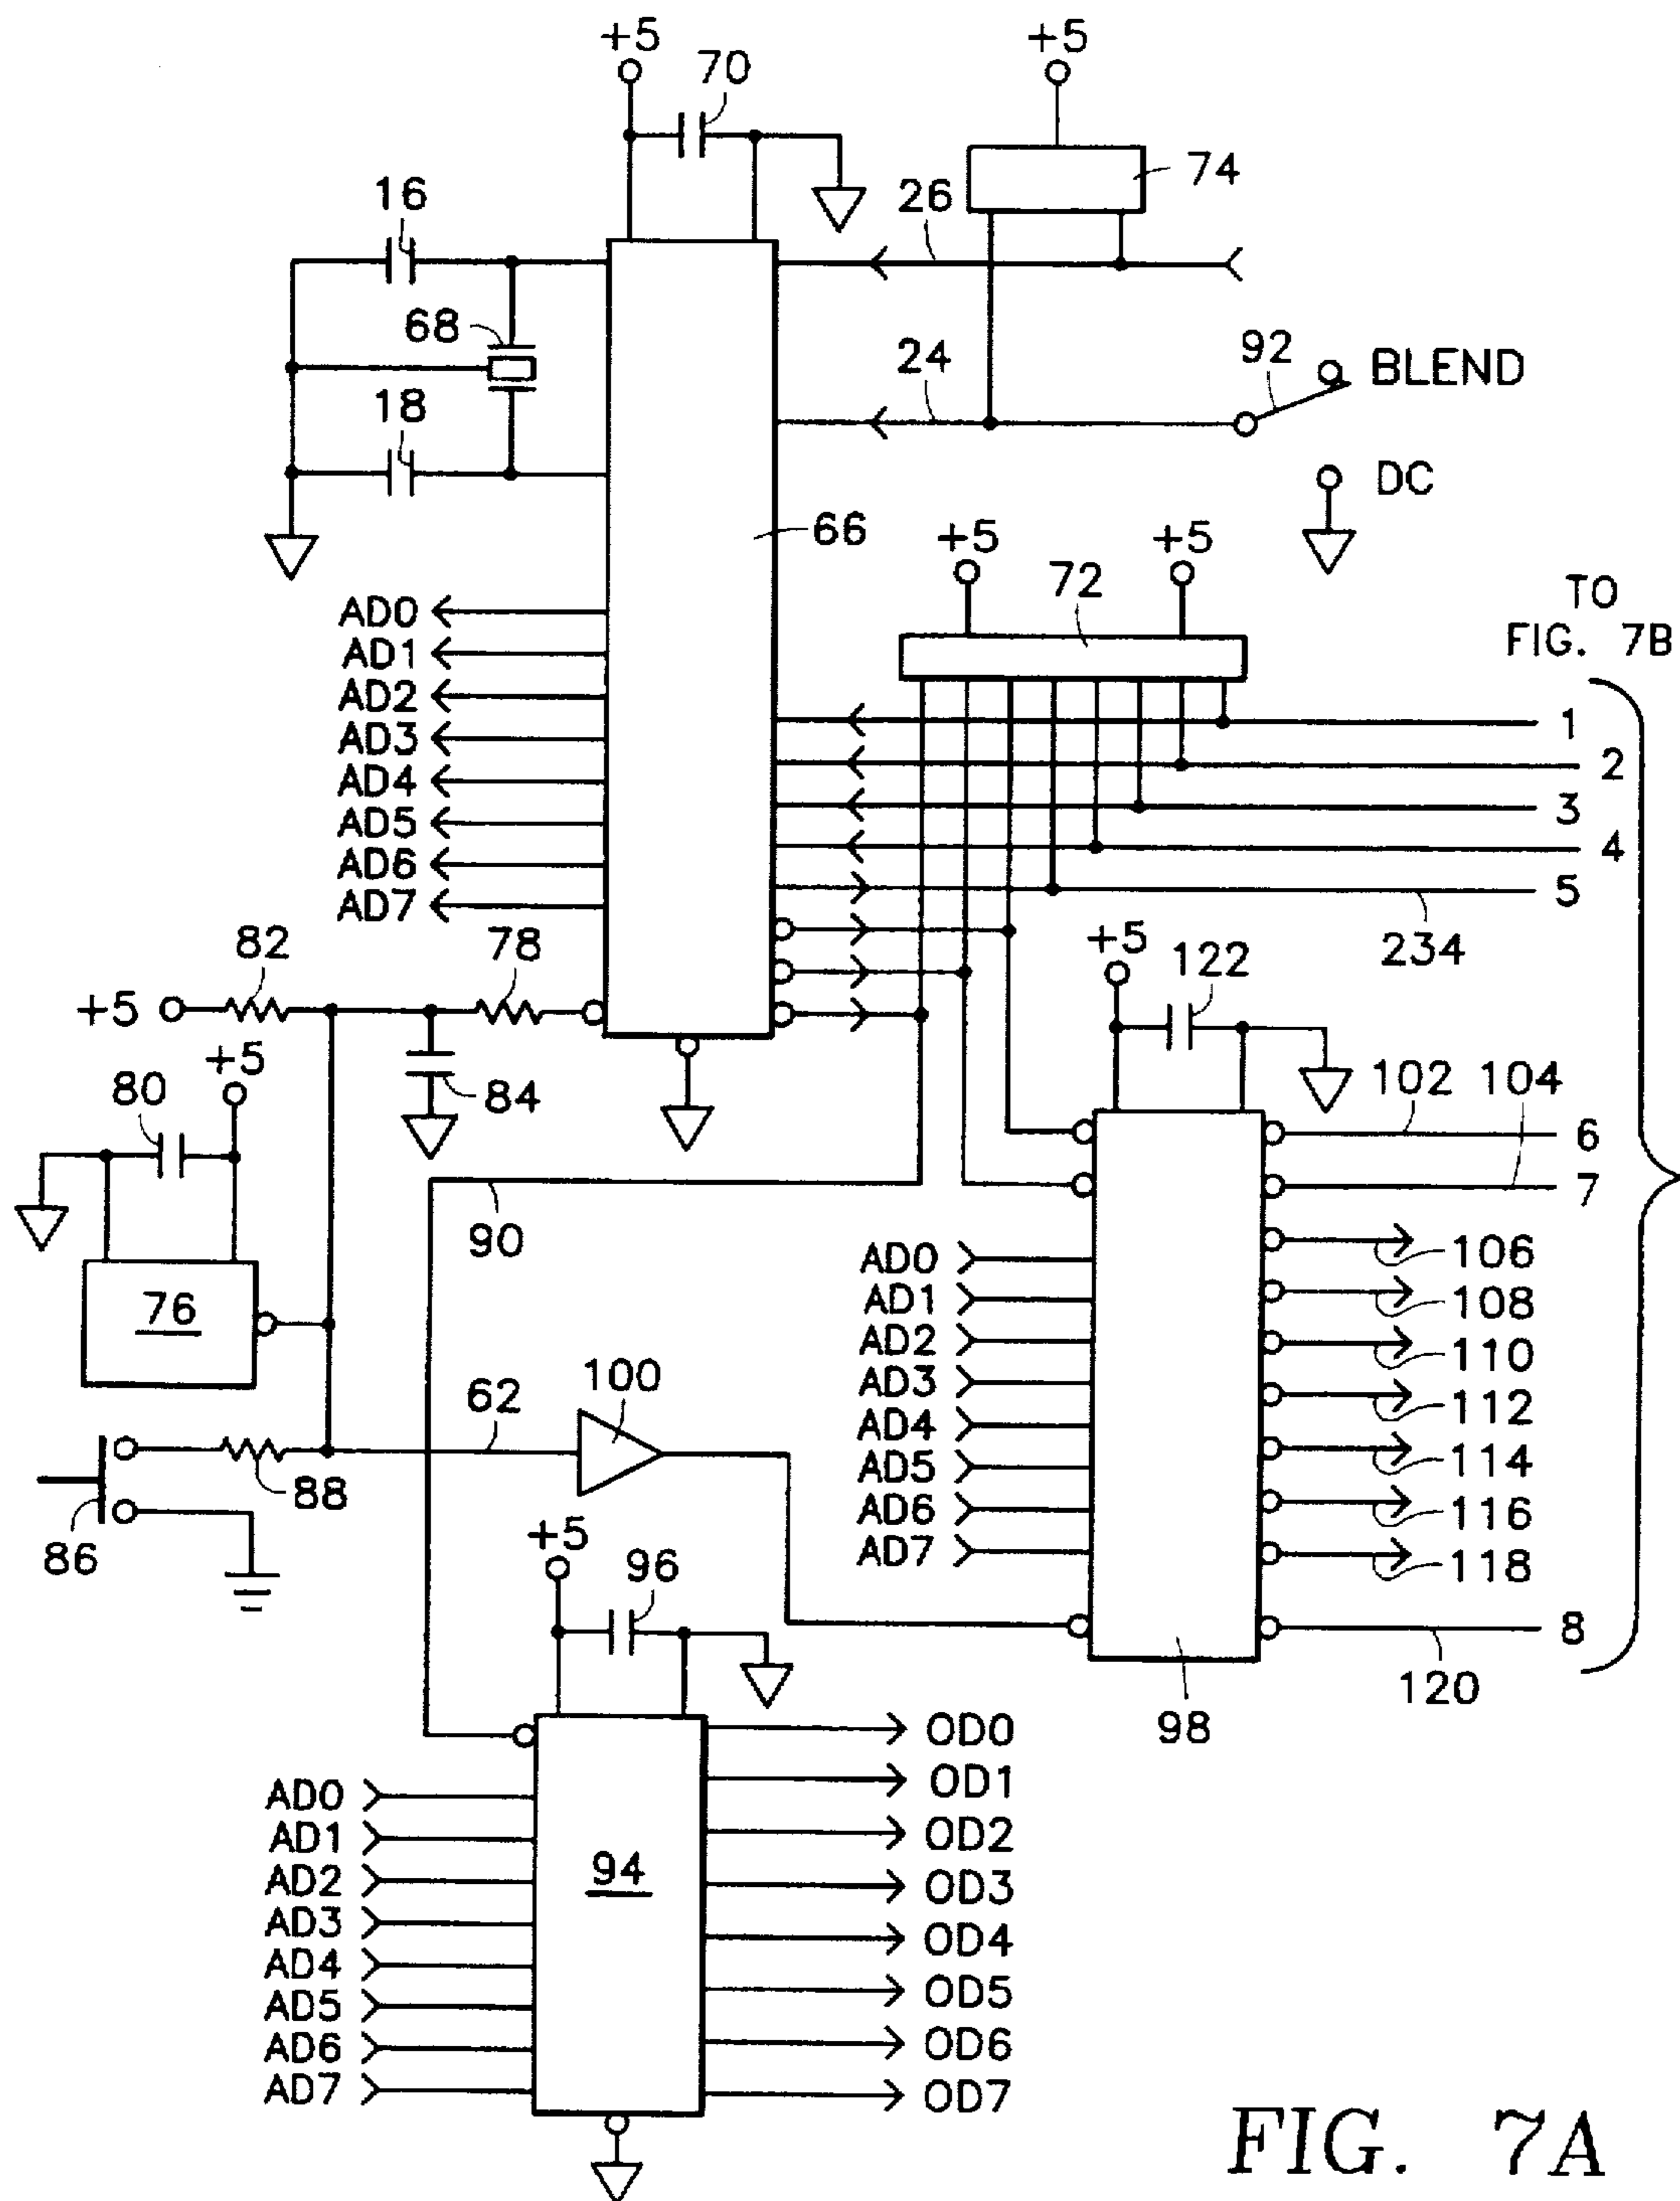 +5
70
+5
74
16
26
68
24
92
BLEND
18
DC
66
+5
+5
72
TO
FIG. 7B
AD0
AD1
AD2
AD3
AD4
AD5
AD6
AD7
1
2
3
4
5
234
82
78
+5
+5
122
+5
80
84
102
104
6
7
90
76
AD0
AD1
AD2
AD3
AD4
AD5
AD6
AD7
106
108
110
112
114
116
118
62
100
88
86
+5
96
8
120
98
AD0
AD1
AD2
AD3
AD4
AD5
AD6
AD7
94
OD0
OD1
OD2
OD3
OD4
OD5
OD6
OD7
FIG. 7A